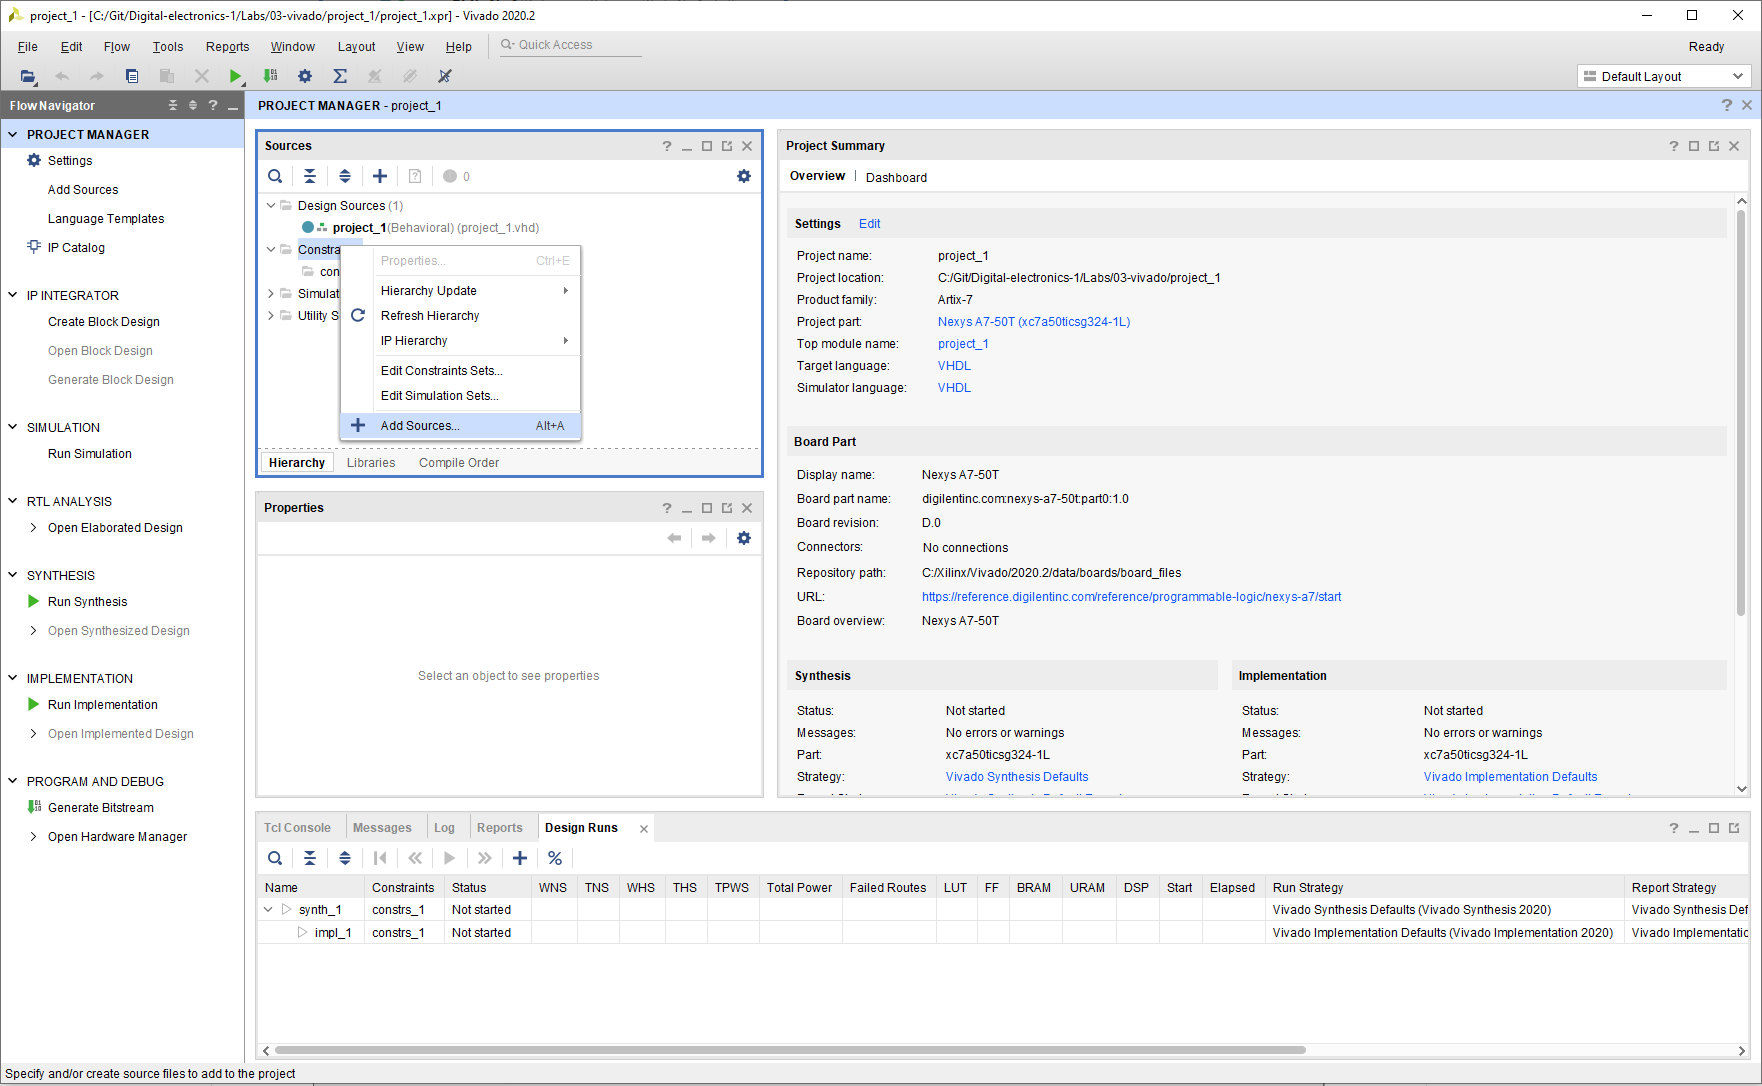 project_1 - [C:/Git/Digital-electronics-1/Labs/03-vivado/project_1/project_1.xpr] - Vivado 2020.2
File Edit Flow Tools Reports Window Layout View Help Quick Access Ready
Default Layout
Flow Navigator
PROJECT MANAGER
Settings
Add Sources
Language Templates
IP Catalog
IP INTEGRATOR
Create Block Design
Open Block Design
Generate Block Design
SIMULATION
Run Simulation
RTL ANALYSIS
Open Elaborated Design
SYNTHESIS
Run Synthesis
Open Synthesized Design
IMPLEMENTATION
Run Implementation
Open Implemented Design
PROGRAM AND DEBUG
Generate Bitstream
Open Hardware Manager
PROJECT MANAGER - project_1
Sources
0
Design Sources (1)
project_1(Behavioral) (project_1.vhd)
Constra
con
Simulat
Utility S
Properties... Ctrl+E
Hierarchy Update
Refresh Hierarchy
IP Hierarchy
Edit Constraints Sets...
Edit Simulation Sets...
Add Sources... Alt+A
Hierarchy Libraries Compile Order
Properties
Select an object to see properties
Project Summary
Overview | Dashboard
Settings Edit
Project name: project_1
Project location: C:/Git/Digital-electronics-1/Labs/03-vivado/project_1
Product family: Artix-7
Project part: Nexys A7-50T (xc7a50ticsg324-1L)
Top module name: project_1
Target language: VHDL
Simulator language: VHDL
Board Part
Display name: Nexys A7-50T
Board part name: digilentinc.com:nexys-a7-50t:part0:1.0
Board revision: D.0
Connectors: No connections
Repository path: C:/Xilinx/Vivado/2020.2/data/boards/board_files
URL: https://reference.digilentinc.com/reference/programmable-logic/nexys-a7/start
Board overview: Nexys A7-50T
Synthesis
Status: Not started
Messages: No errors or warnings
Part: xc7a50ticsg324-1L
Strategy: Vivado Synthesis Defaults
Implementation
Status: Not started
Messages: No errors or warnings
Part: xc7a50ticsg324-1L
Strategy: Vivado Implementation Defaults
Tcl Console Messages Log Reports Design Runs
Name Constraints Status WNS TNS WHS THS TPWS Total Power Failed Routes LUT FF BRAM URAM DSP Start Elapsed Run Strategy Report Strategy
synth_1 constrs_1 Not started Vivado Synthesis Defaults (Vivado Synthesis 2020) Vivado Synthesis Def
impl_1 constrs_1 Not started Vivado Implementation Defaults (Vivado Implementation 2020) Vivado Implementatic
Specify and/or create source files to add to the project